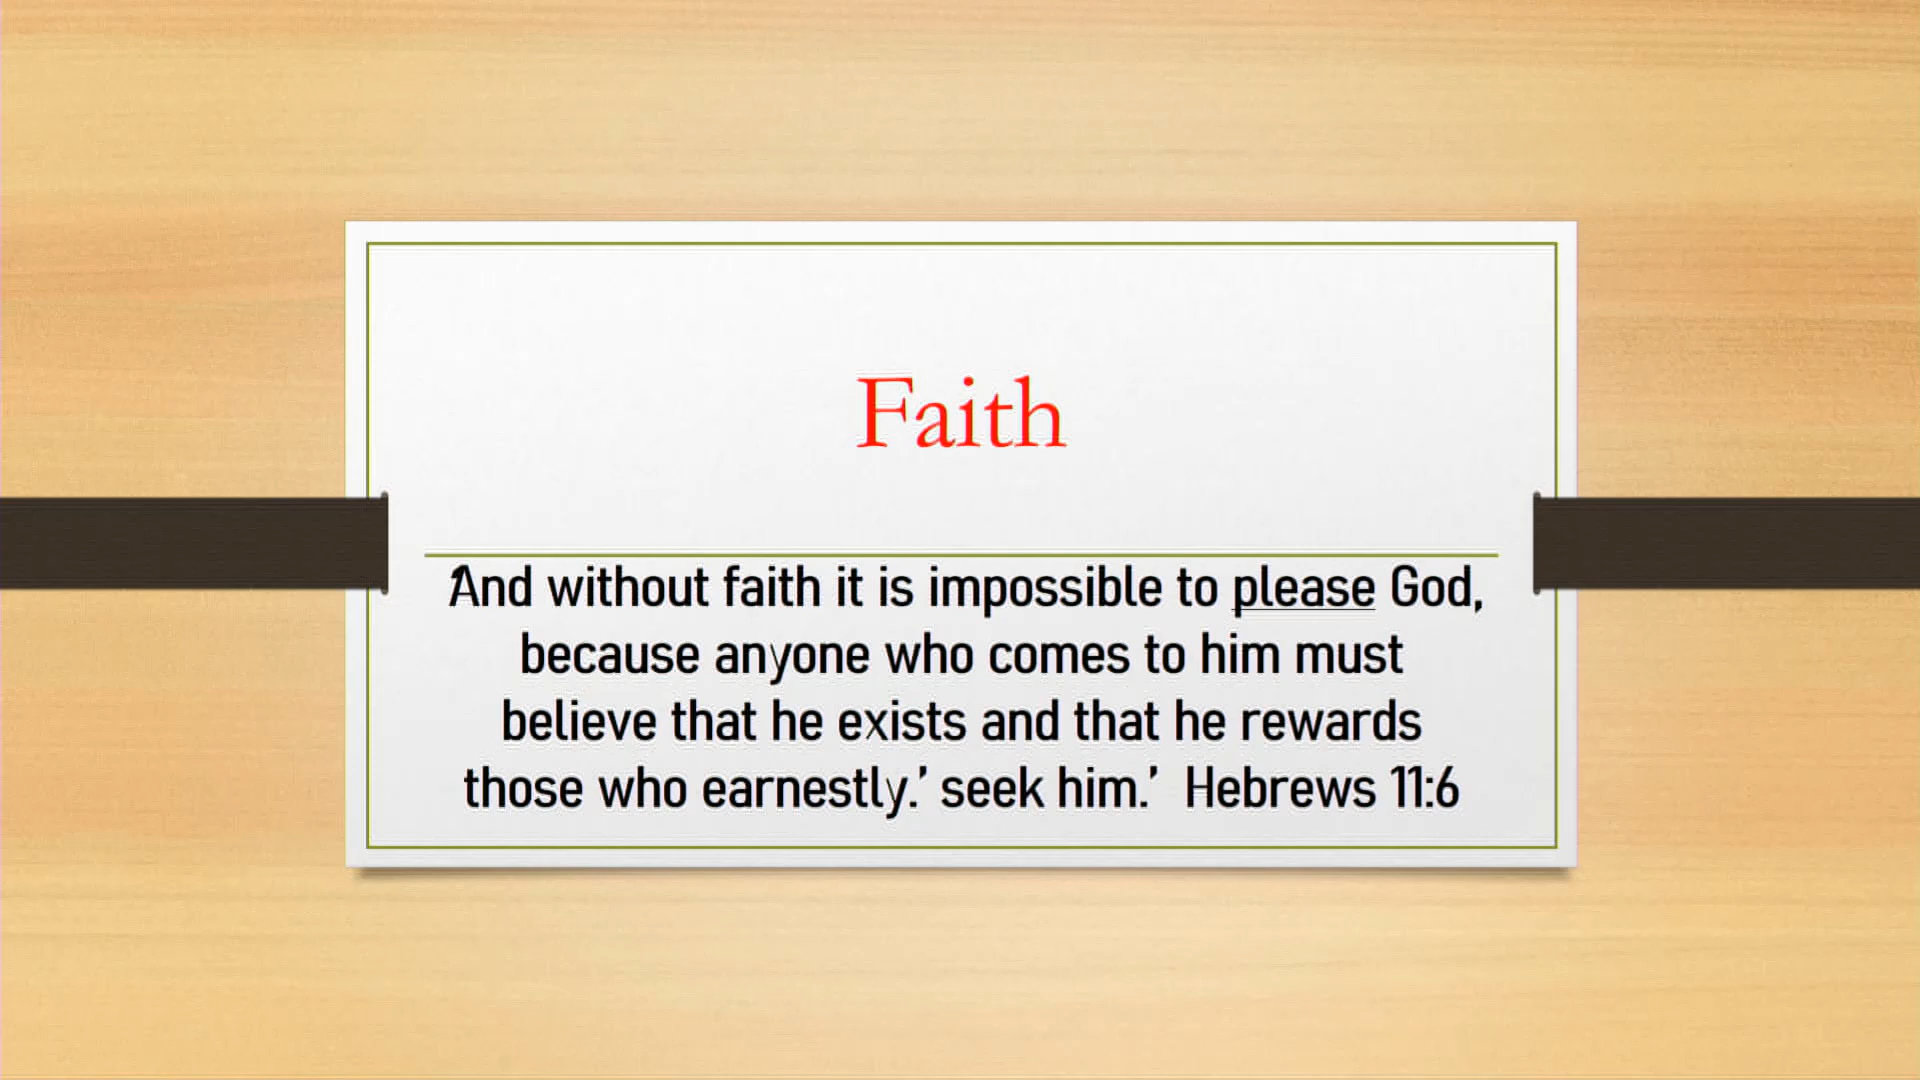 Faith
‘And without faith it is impossible to please God,
because anyone who comes to him must
believe that he exists and that he rewards
those who earnestly.’ seek him.’  Hebrews 11:6